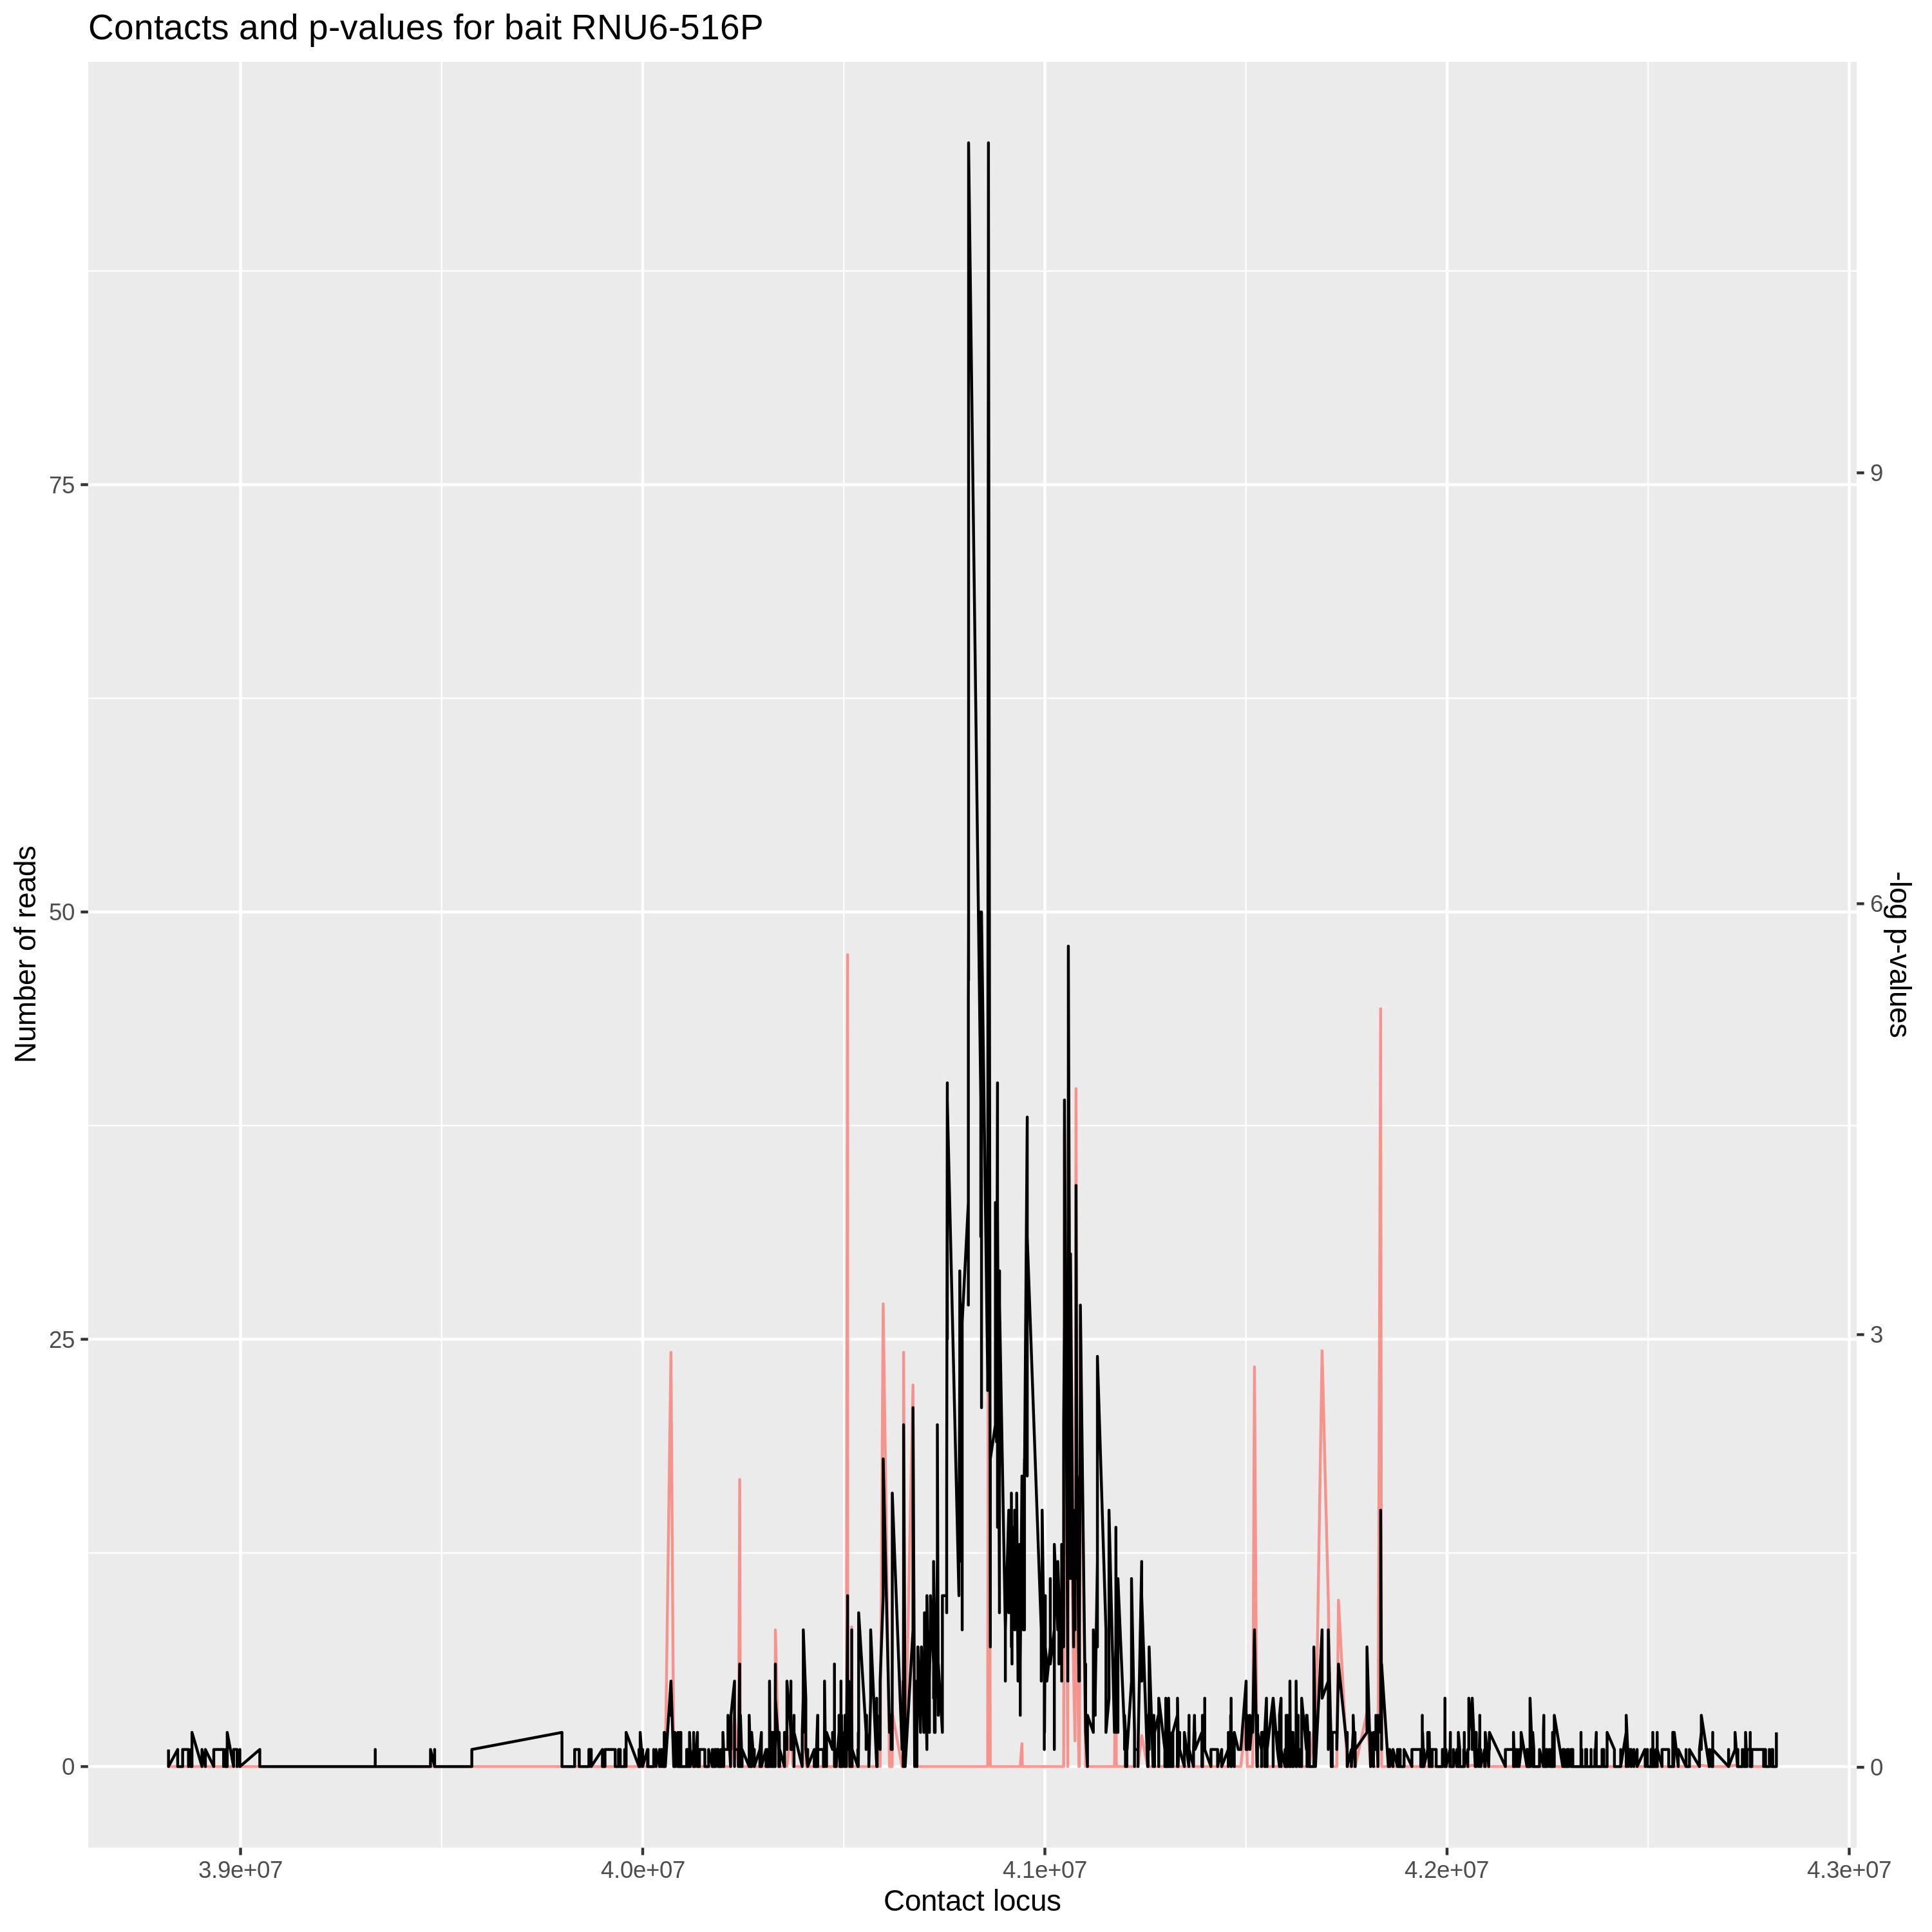 Contacts and p-values for bait RNU6-516P
Number of reads
75
50
25
0
9
6
3
0
-log p-values
3.9e+07
4.0e+07
4.1e+07
4.2e+07
4.3e+07
Contact locus